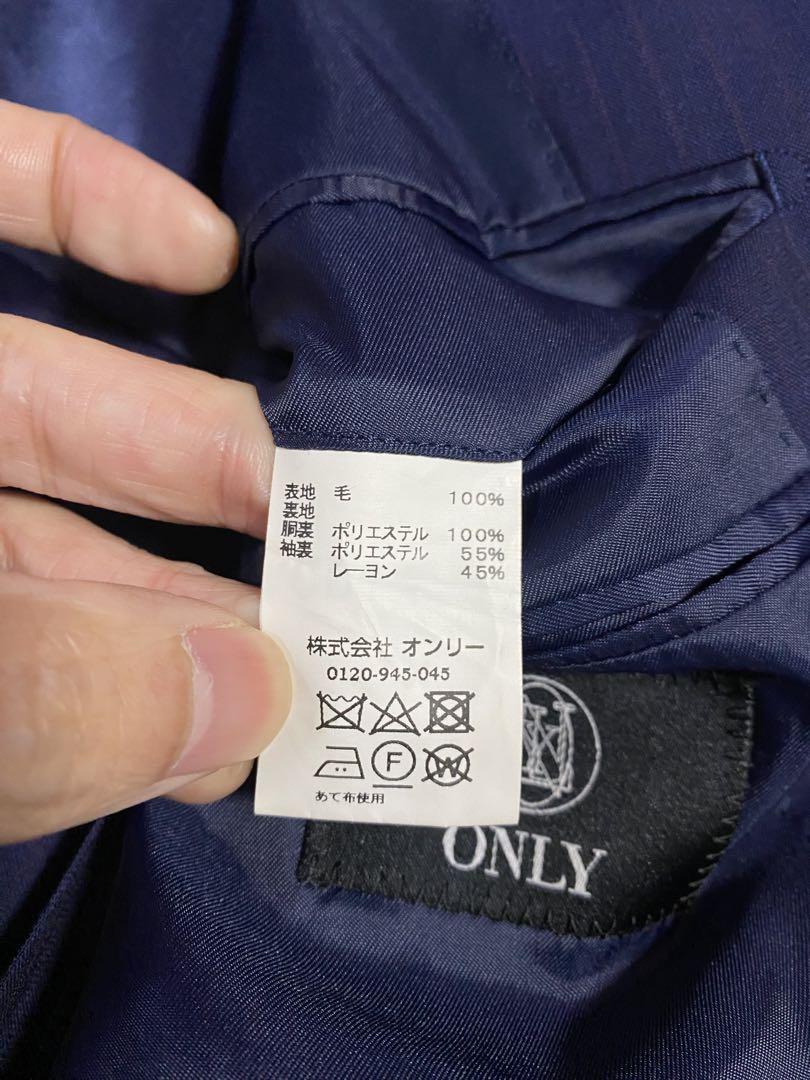 表地 毛 100%
裏地
胴裏 ポリエステル 100%
袖裏 ポリエステル 55%
レーヨン 45%
株式会社 オンリー
0120-945-045
F W
あて布使用
ONLY